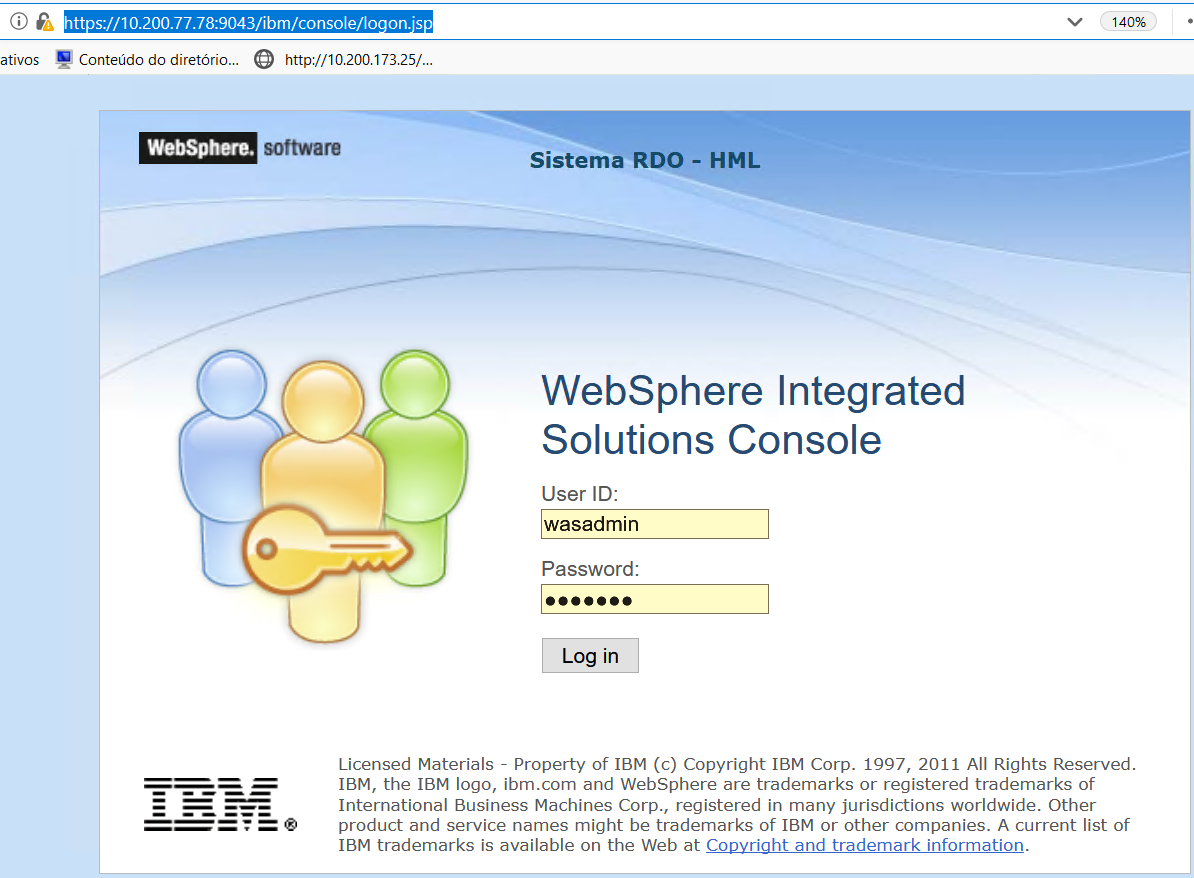 https://10.200.77.78:9043/ibm/console/logon.jsp
140%
ativos
Conteúdo do diretório...
http://10.200.173.25/...
WebSphere. software
Sistema RDO - HML
WebSphere Integrated
Solutions Console
User ID:
wasadmin
Password:
•••••••
Log in
IBM®
Licensed Materials - Property of IBM (c) Copyright IBM Corp. 1997, 2011 All Rights Reserved.
IBM, the IBM logo, ibm.com and WebSphere are trademarks or registered trademarks of
International Business Machines Corp., registered in many jurisdictions worldwide. Other
product and service names might be trademarks of IBM or other companies. A current list of
IBM trademarks is available on the Web at Copyright and trademark information.